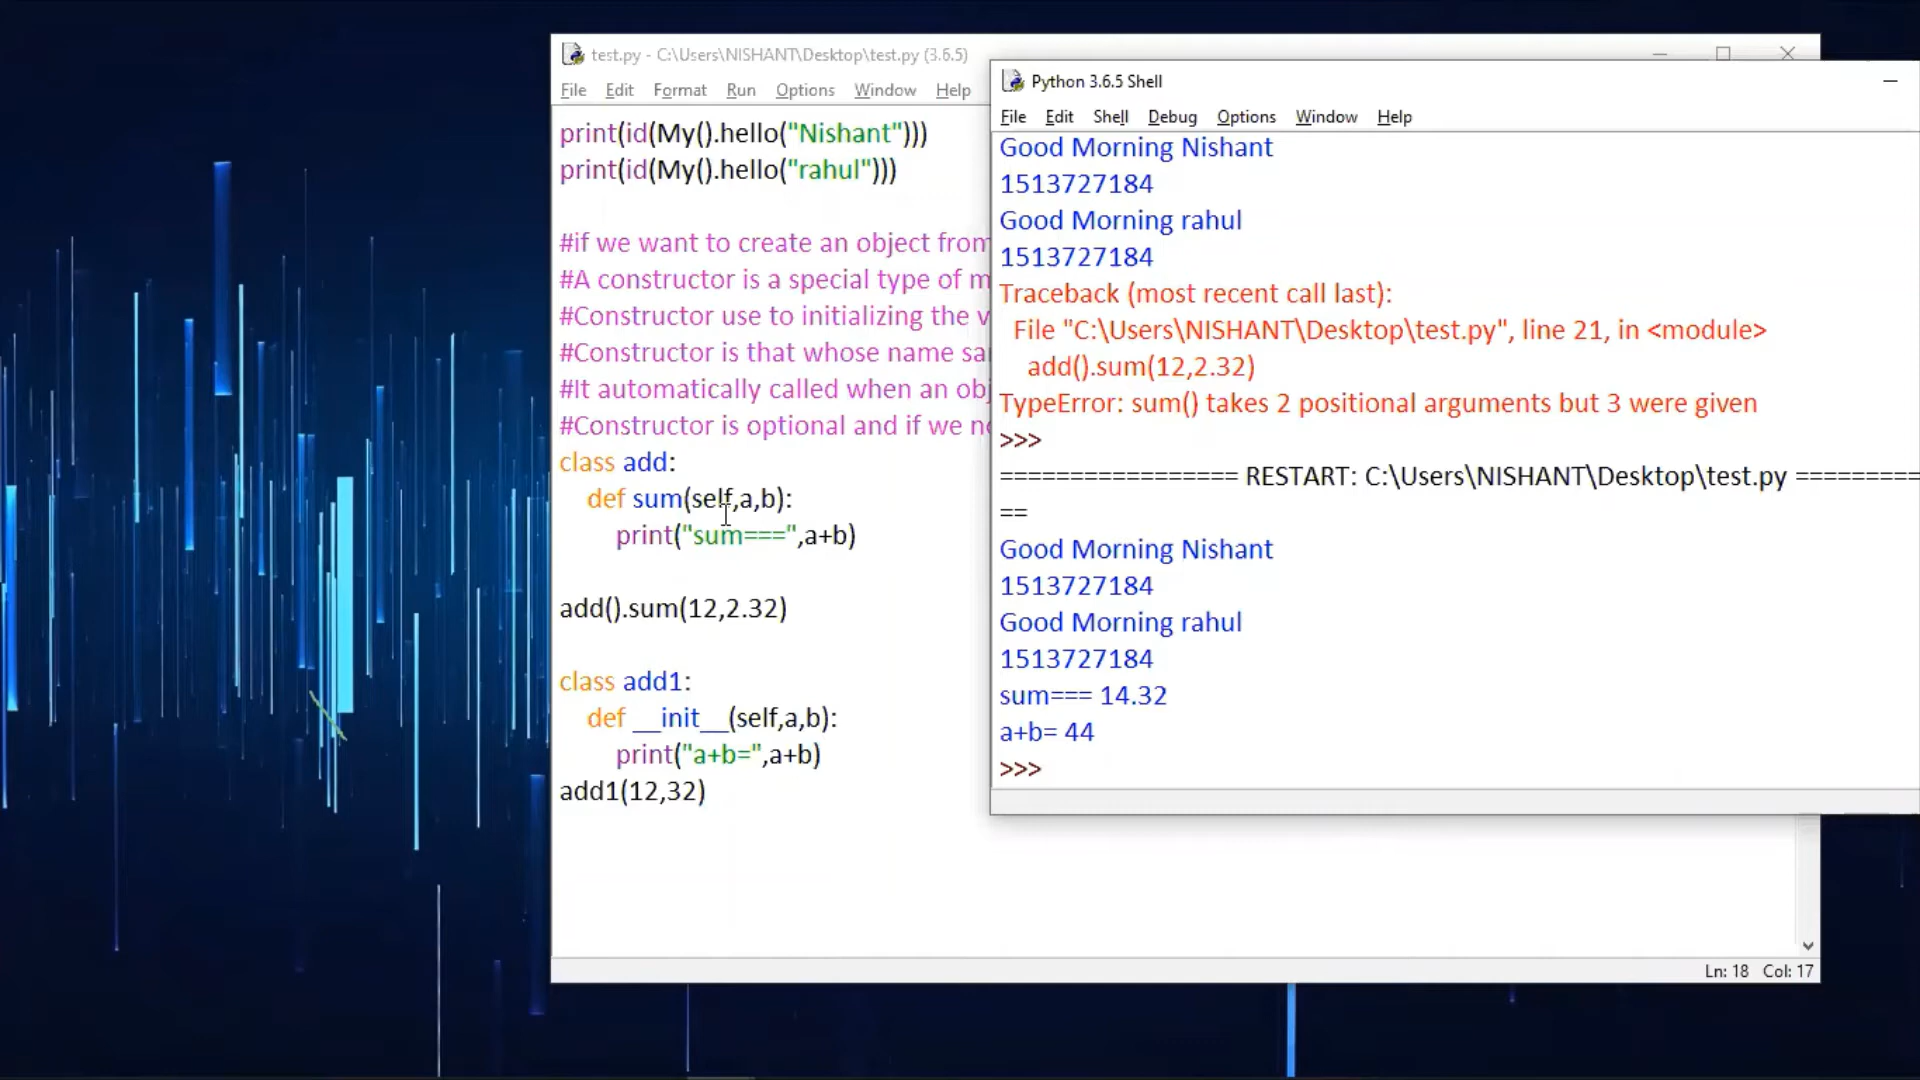 test.py - C:\Users\NISHANT\Desktop\test.py (3.6.5)
File Edit Format Run Options Window Help
print(id(My().hello("Nishant")))
print(id(My().hello("rahul")))
#if we want to create an object from
#A constructor is a special type of m
#Constructor use to initializing the v
#Constructor is that whose name sa
#It automatically called when an obj
#Constructor is optional and if we n
class add:
def sum(self,a,b):
print("sum===",a+b)
add().sum(12,2.32)
class add1:
def __init__(self,a,b):
print("a+b=",a+b)
add1(12,32)
Ln: 18 Col: 17
Python 3.6.5 Shell
File Edit Shell Debug Options Window Help
Good Morning Nishant
1513727184
Good Morning rahul
1513727184
Traceback (most recent call last):
File "C:\Users\NISHANT\Desktop\test.py", line 21, in <module>
add().sum(12,2.32)
TypeError: sum() takes 2 positional arguments but 3 were given
>>>
================= RESTART: C:\Users\NISHANT\Desktop\test.py =========
==
Good Morning Nishant
1513727184
Good Morning rahul
1513727184
sum=== 14.32
a+b= 44
>>>